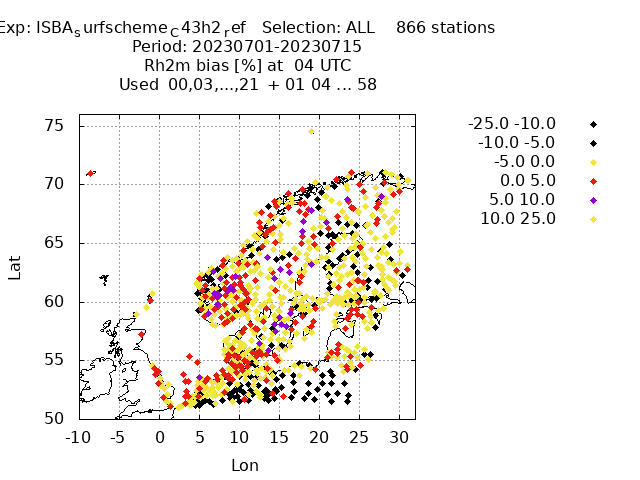 Exp: ISBAsurfschemeC43h2ref Selection: ALL 866 stations
Period: 20230701-20230715
Rh2m bias [%] at 04 UTC
Used 00,03,...,21 + 01 04 ... 58
-25.0 -10.0
-10.0 -5.0
-5.0 0.0
0.0 5.0
5.0 10.0
10.0 25.0
75
70
65
60
55
50
Lat
-10 -5 0 5 10 15 20 25 30
Lon